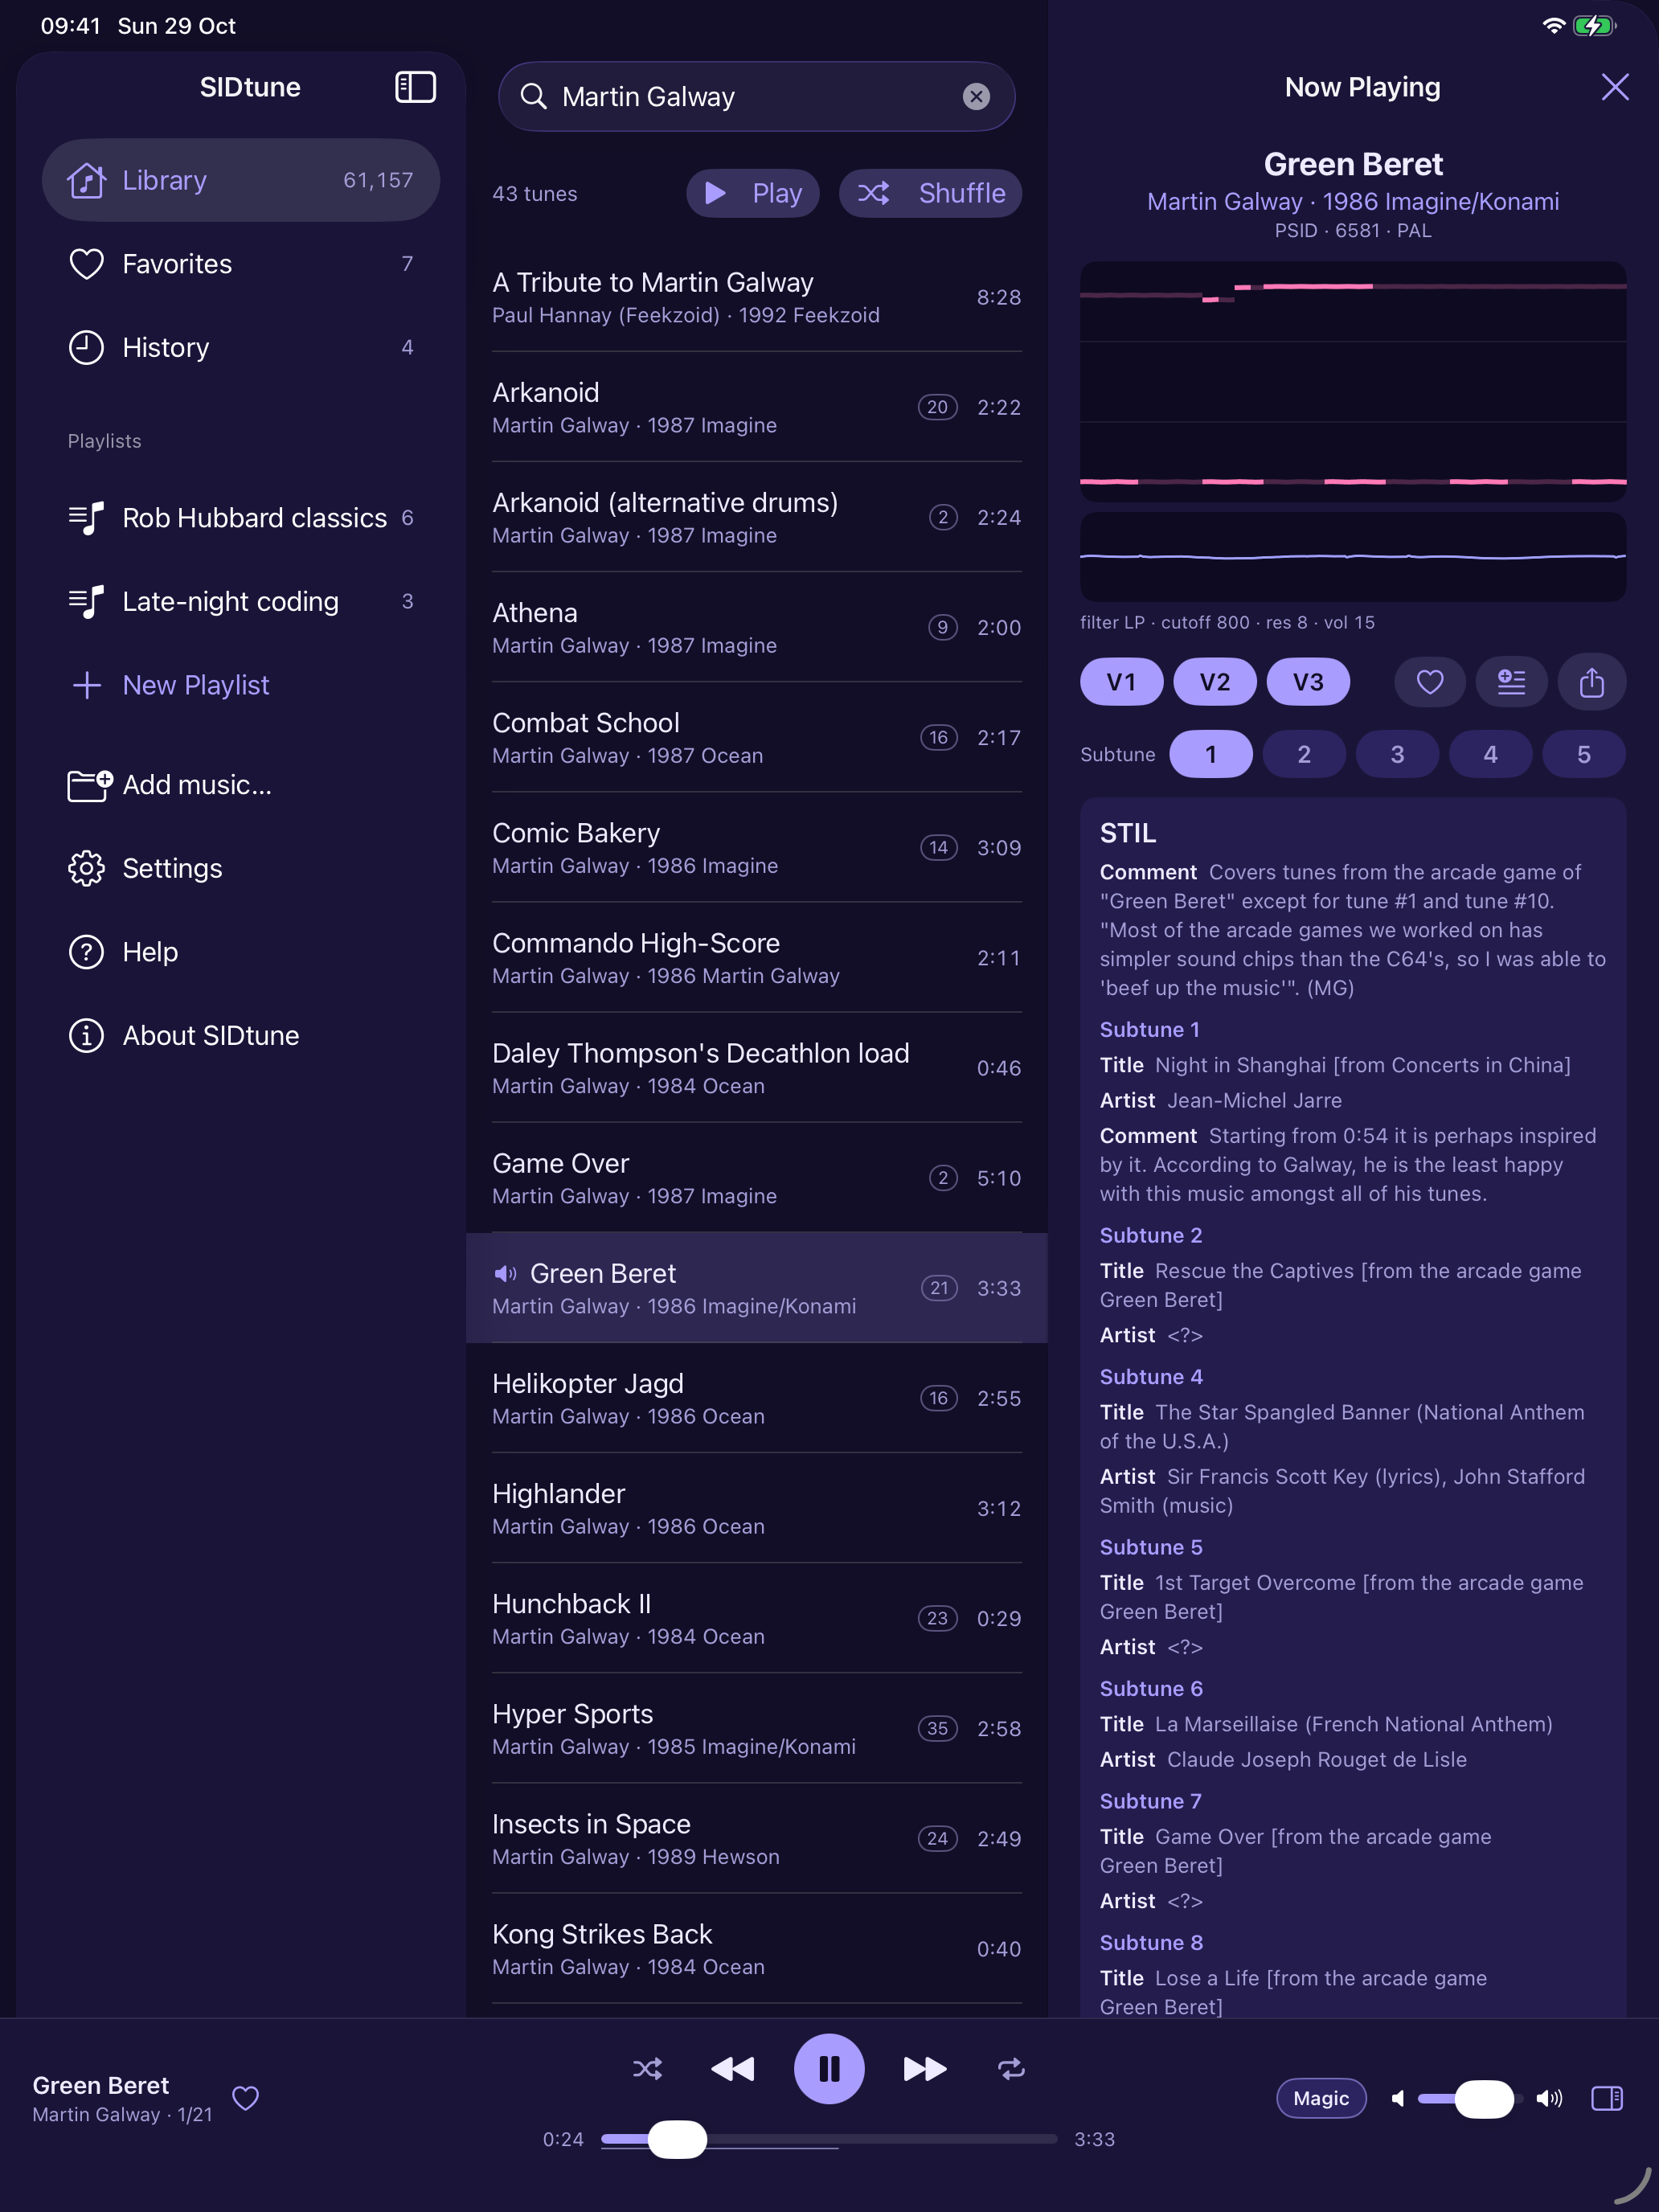 09:41 Sun 29 Oct
SIDtune
Library 61,157
Favorites 7
History 4
Playlists
Rob Hubbard classics 6
Late-night coding 3
New Playlist
Add music...
Settings
Help
About SIDtune
Martin Galway
43 tunes Play Shuffle
A Tribute to Martin Galway 8:28
Paul Hannay (Feekzoid) · 1992 Feekzoid
Arkanoid 20 2:22
Martin Galway · 1987 Imagine
Arkanoid (alternative drums) 2 2:24
Martin Galway · 1987 Imagine
Athena 9 2:00
Martin Galway · 1987 Imagine
Combat School 16 2:17
Martin Galway · 1987 Ocean
Comic Bakery 14 3:09
Martin Galway · 1986 Imagine
Commando High-Score 2:11
Martin Galway · 1986 Martin Galway
Daley Thompson's Decathlon load 0:46
Martin Galway · 1984 Ocean
Game Over 2 5:10
Martin Galway · 1987 Imagine
Green Beret 21 3:33
Martin Galway · 1986 Imagine/Konami
Helikopter Jagd 16 2:55
Martin Galway · 1986 Ocean
Highlander 3:12
Martin Galway · 1986 Ocean
Hunchback II 23 0:29
Martin Galway · 1984 Ocean
Hyper Sports 35 2:58
Martin Galway · 1985 Imagine/Konami
Insects in Space 24 2:49
Martin Galway · 1989 Hewson
Kong Strikes Back 0:40
Martin Galway · 1984 Ocean
Now Playing
Green Beret
Martin Galway · 1986 Imagine/Konami
PSID · 6581 · PAL
filter LP · cutoff 800 · res 8 · vol 15
V1 V2 V3
Subtune 1 2 3 4 5
STIL
Comment Covers tunes from the arcade game of
"Green Beret" except for tune #1 and tune #10.
"Most of the arcade games we worked on has
simpler sound chips than the C64's, so I was able to
'beef up the music'". (MG)
Subtune 1
Title Night in Shanghai [from Concerts in China]
Artist Jean-Michel Jarre
Comment Starting from 0:54 it is perhaps inspired
by it. According to Galway, he is the least happy
with this music amongst all of his tunes.
Subtune 2
Title Rescue the Captives [from the arcade game
Green Beret]
Artist <?>
Subtune 4
Title The Star Spangled Banner (National Anthem
of the U.S.A.)
Artist Sir Francis Scott Key (lyrics), John Stafford
Smith (music)
Subtune 5
Title 1st Target Overcome [from the arcade game
Green Beret]
Artist <?>
Subtune 6
Title La Marseillaise (French National Anthem)
Artist Claude Joseph Rouget de Lisle
Subtune 7
Title Game Over [from the arcade game
Green Beret]
Artist <?>
Subtune 8
Title Lose a Life [from the arcade game
Green Beret]
Green Beret
Martin Galway · 1/21
0:24 3:33
Magic